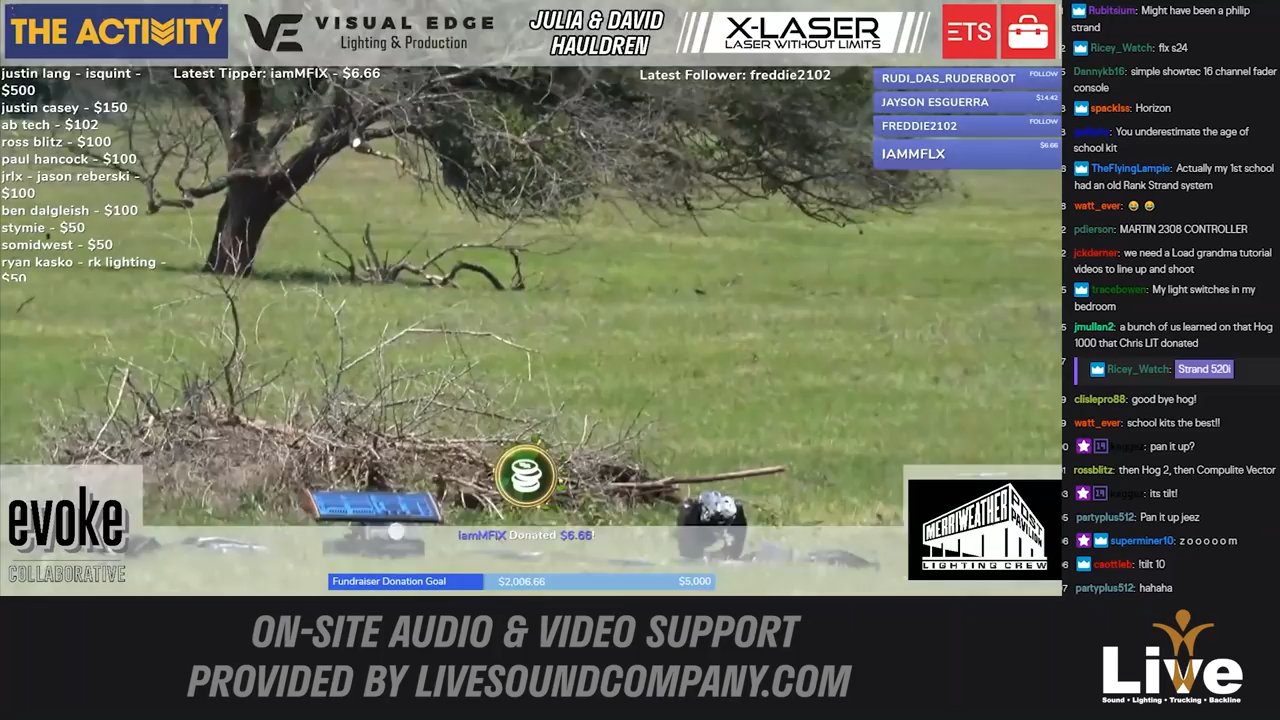 THE ACTIVITY
VE VISUAL EDGE
Lighting & Production
JULIA & DAVID
HAULDREN
X-LASER
LASER WITHOUT LIMITS
ETS
justin lang - isquint -
$500
justin casey - $150
ab tech - $102
ross blitz - $100
paul hancock - $100
jrlx - jason reberski -
$100
ben dalgleish - $100
stymie - $50
somidwest - $50
ryan kasko - rk lighting -
$50
Latest Tipper: iamMFlX - $6.66
Latest Follower: freddie2102
RUDI_DAS_RUDERBOOT FOLLOW
JAYSON ESGUERRA $14.42
FREDDIE2102 FOLLOW
IAMMFLX $6.66
evoke
COLLABORATIVE
iamMFlX Donated $6.66!
Fundraiser Donation Goal $2,006.66 $5,000
MERRIWEATHER POST
PAVILION
LIGHTING CREW
ON-SITE AUDIO & VIDEO SUPPORT
PROVIDED BY LIVESOUNDCOMPANY.COM
Rubitsium: Might have been a philip
strand
Ricey_Watch: flx s24
Dannykb16: simple showtec 16 channel fader
console
spacklss: Horizon
You underestimate the age of
school kit
TheFlyingLampie: Actually my 1st school
had an old Rank Strand system
watt_ever:
pdierson: MARTIN 2308 CONTROLLER
jckdarner: we need a Load grandma tutorial
videos to line up and shoot
tracebowen: My light switches in my
bedroom
jmullan2: a bunch of us learned on that Hog
1000 that Chris LIT donated
Ricey_Watch: Strand 520i
clislepro88: good bye hog!
watt_ever: school kits the best!!
pan it up?
rossblitz: then Hog 2, then Compulite Vector
its tilt!
partyplus512: Pan it up jeez
superminer10: z o o o o m
caottleb: !tilt 10
partyplus512: hahaha
Live
Sound • Lighting • Trucking • Backline